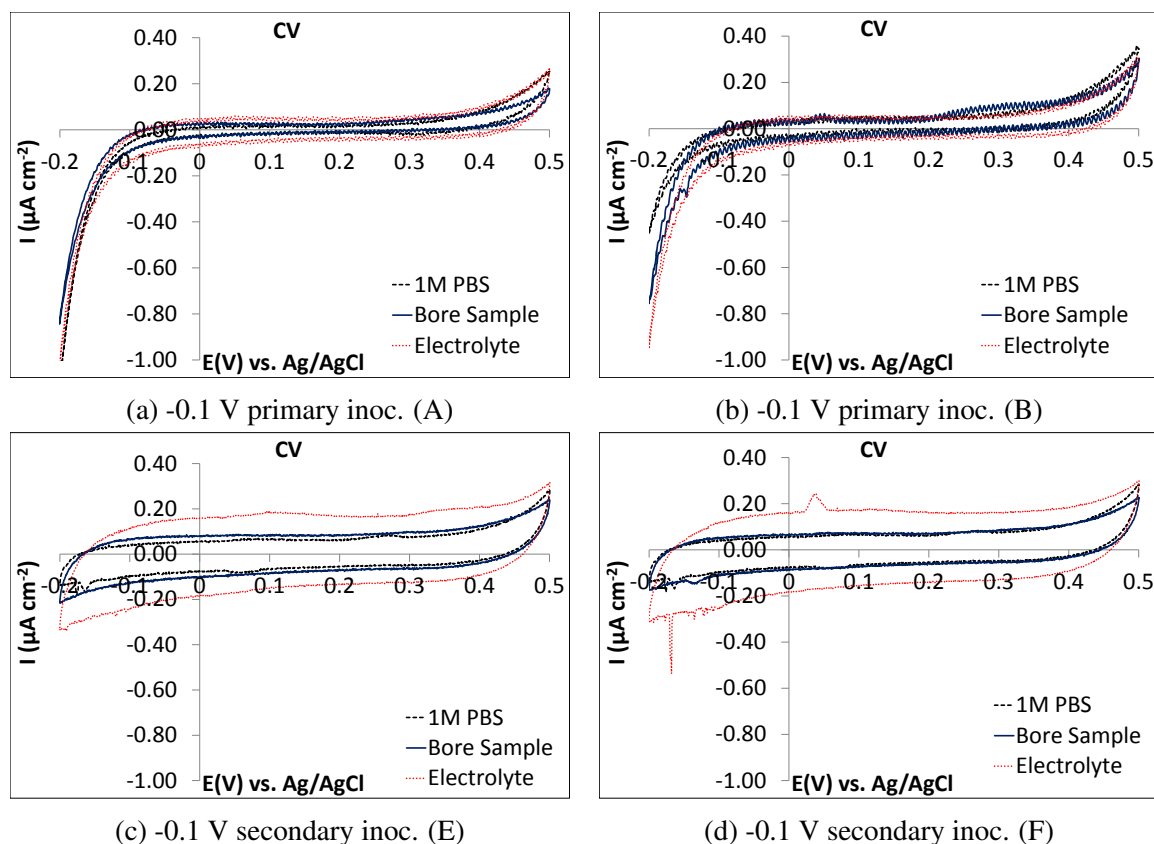 CV
0.40
0.20
0.00
-0.2
-0.1
0
0.1
0.2
0.3
0.4
0.5
-0.20
-0.40
-0.60
-0.80
-1.00
I (µA cm⁻²)
1M PBS
Bore Sample
Electrolyte
E(V) vs. Ag/AgCl
(a) -0.1 V primary inoc. (A)
CV
0.40
0.20
0.00
-0.2
-0.1
0
0.1
0.2
0.3
0.4
0.5
-0.20
-0.40
-0.60
-0.80
-1.00
I (µA cm⁻²)
1M PBS
Bore Sample
Electrolyte
E(V) vs. Ag/AgCl
(b) -0.1 V primary inoc. (B)
CV
0.40
0.20
0.00
-0.2
-0.1
0
0.1
0.2
0.3
0.4
0.5
-0.20
-0.40
-0.60
-0.80
-1.00
I (µA cm⁻²)
1M PBS
Bore Sample
Electrolyte
E(V) vs. Ag/AgCl
(c) -0.1 V secondary inoc. (E)
CV
0.40
0.20
0.00
-0.2
-0.1
0
0.1
0.2
0.3
0.4
0.5
-0.20
-0.40
-0.60
-0.80
-1.00
I (µA cm⁻²)
1M PBS
Bore Sample
Electrolyte
E(V) vs. Ag/AgCl
(d) -0.1 V secondary inoc. (F)